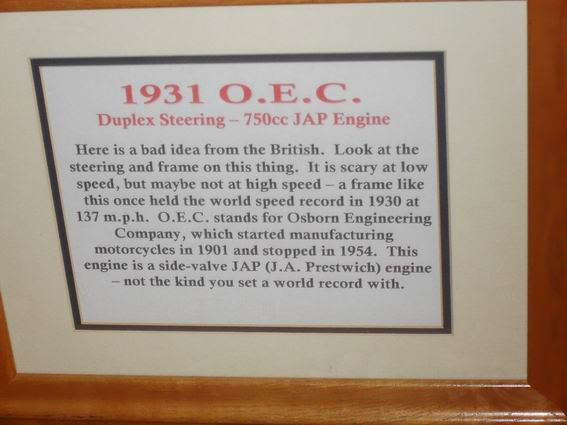 1931 O.E.C.
Duplex Steering – 750cc JAP Engine
Here is a bad idea from the British. Look at the
steering and frame on this thing. It is scary at low
speed, but maybe not at high speed – a frame like
this once held the world speed record in 1930 at
137 m.p.h. O.E.C. stands for Osborn Engineering
Company, which started manufacturing
motorcycles in 1901 and stopped in 1954. This
engine is a side-valve JAP (J.A. Prestwich) engine
– not the kind you set a world record with.